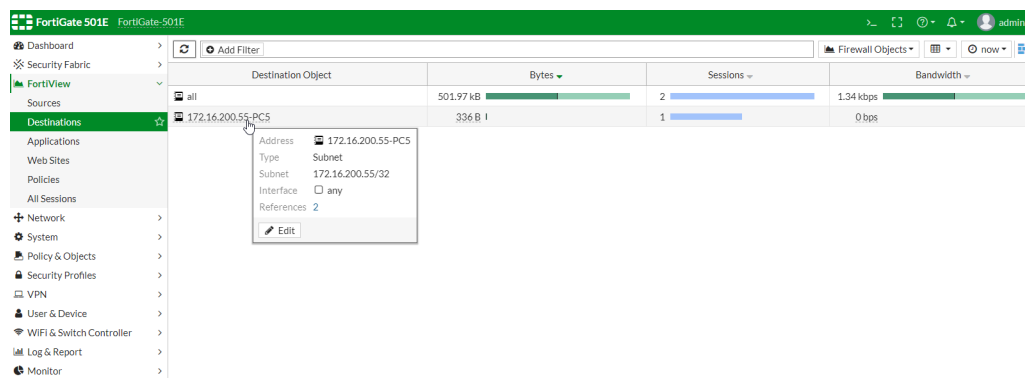 FortiGate 501E FortiGate-501E
>_ admin
Dashboard
Security Fabric
FortiView
Sources
Destinations
Applications
Web Sites
Policies
All Sessions
Network
System
Policy & Objects
Security Profiles
VPN
User & Device
WiFi & Switch Controller
Log & Report
Monitor
Add Filter Firewall Objects now
Destination Object Bytes Sessions Bandwidth
all 501.97 kB 2 1.34 kbps
172.16.200.55-PC5 336 B 1 0 bps
Address 172.16.200.55-PC5
Type Subnet
Subnet 172.16.200.55/32
Interface any
References 2
Edit